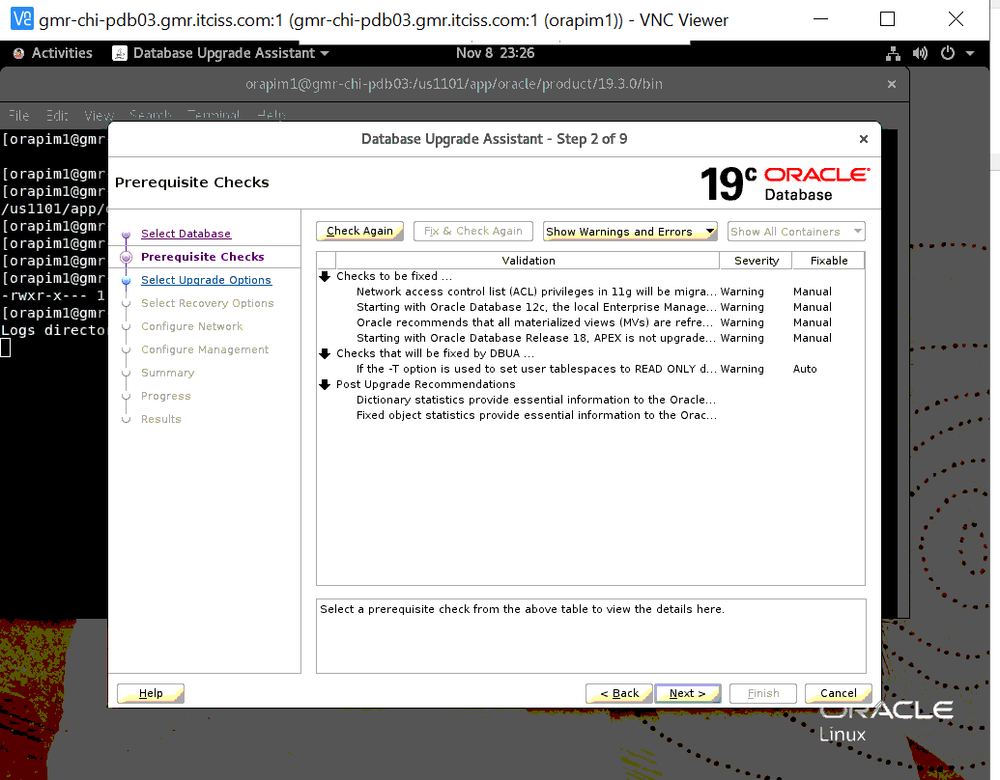 gmr-chi-pdb03.gmr.itciss.com:1 (gmr-chi-pdb03.gmr.itciss.com:1 (orapim1)) - VNC Viewer
Activities Database Upgrade Assistant Nov 8 23:26
orapim1@gmr-chi-pdb03:/us1101/app/oracle/product/19.3.0/bin
File Edit View Search Terminal Help
[orapim1@gmr
[orapim1@gmr
[orapim1@gmr
/us1101/app/
[orapim1@gmr
[orapim1@gmr
[orapim1@gmr
[orapim1@gmr
-rwxr-x--- 1
[orapim1@gmr
Logs directo
Database Upgrade Assistant - Step 2 of 9
Prerequisite Checks
19c ORACLE
Database
Select Database
Prerequisite Checks
Select Upgrade Options
Select Recovery Options
Configure Network
Configure Management
Summary
Progress
Results
Check Again Fix & Check Again Show Warnings and Errors Show All Containers
Validation Severity Fixable
Checks to be fixed ...
Network access control list (ACL) privileges in 11g will be migra... Warning Manual
Starting with Oracle Database 12c, the local Enterprise Manage... Warning Manual
Oracle recommends that all materialized views (MVs) are refre... Warning Manual
Starting with Oracle Database Release 18, APEX is not upgrade... Warning Manual
Checks that will be fixed by DBUA ...
If the -T option is used to set user tablespaces to READ ONLY d... Warning Auto
Post Upgrade Recommendations
Dictionary statistics provide essential information to the Oracle...
Fixed object statistics provide essential information to the Orac...
Select a prerequisite check from the above table to view the details here.
Help < Back Next > Finish Cancel
ORACLE
Linux